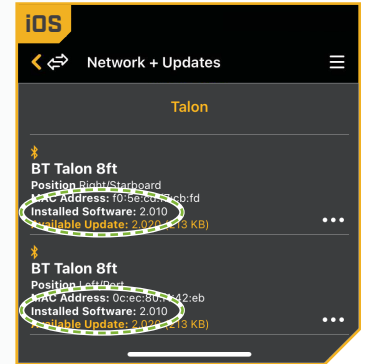 iOS
Network + Updates
Talon
BT Talon 8ft
Position Right/Starboard
MAC Address: f0:5e:cd: cb:fd
Installed Software: 2.010
Available Update: 2.020 (213 KB)
BT Talon 8ft
Position Left/Port
MAC Address: 0c:ec:80: 42:eb
Installed Software: 2.010
Available Update: 2.020 (213 KB)